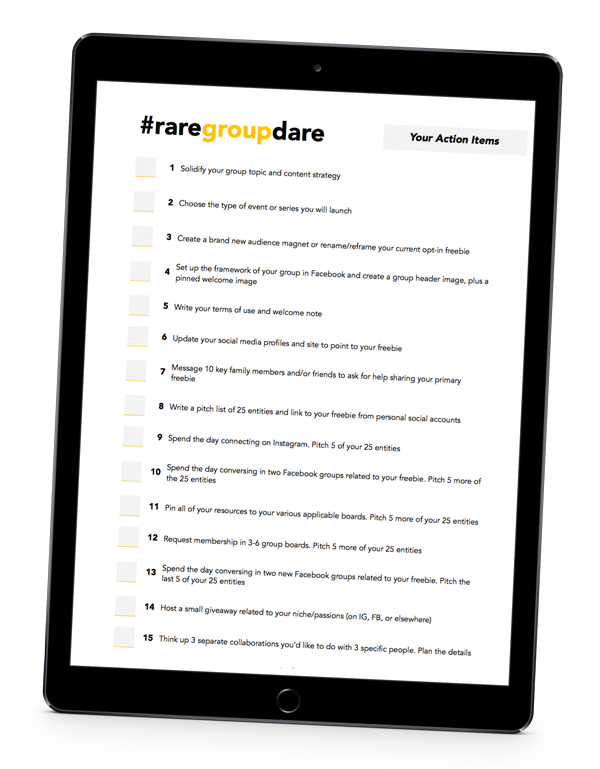 #raregroupdare
Your Action Items
1 Solidify your group topic and content strategy
2 Choose the type of event or series you will launch
3 Create a brand new audience magnet or rename/reframe your current opt-in freebie
4 Set up the framework of your group in Facebook and create a group header image, plus a
pinned welcome image
5 Write your terms of use and welcome note
6 Update your social media profiles and site to point to your freebie
7 Message 10 key family members and/or friends to ask for help sharing your primary
freebie
8 Write a pitch list of 25 entities and link to your freebie from personal social accounts
9 Spend the day connecting on Instagram. Pitch 5 of your 25 entities
10 Spend the day conversing in two Facebook groups related to your freebie. Pitch 5 more of
the 25 entities
11 Pin all of your resources to your various applicable boards. Pitch 5 more of your 25 entities
12 Request membership in 3-6 group boards. Pitch 5 more of your 25 entities
13 Spend the day conversing in two new Facebook groups related to your freebie. Pitch the
last 5 of your 25 entities
14 Host a small giveaway related to your niche/passions (on IG, FB, or elsewhere)
15 Think up 3 separate collaborations you'd like to do with 3 specific people. Plan the details